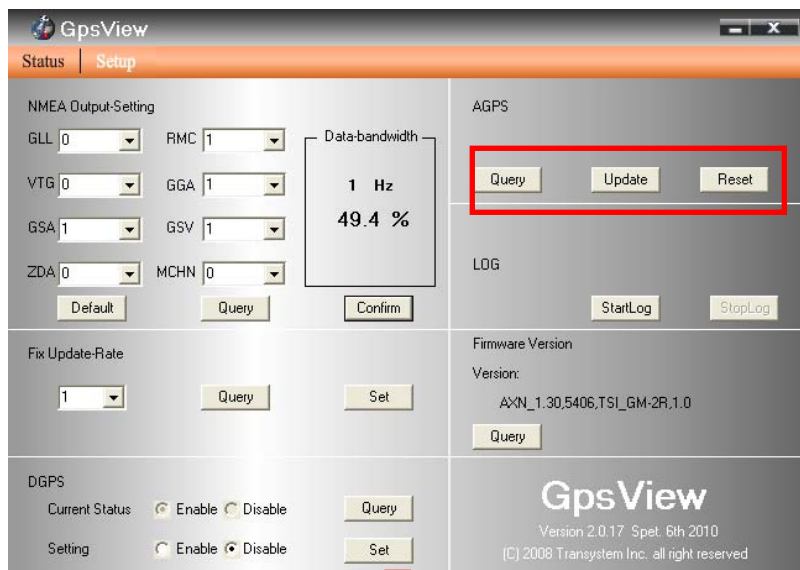 GpsView
Status | Setup
NMEA Output-Setting
GLL 0 RMC 1
VTG 0 GGA 1
GSA 1 GSV 1
ZDA 0 MCHN 0
Data-bandwidth
1 Hz
49.4 %
Default Query Confirm
AGPS
Query Update Reset
LOG
StartLog StopLog
Fix Update-Rate
1 Query Set
Firmware Version
Version:
AXN_1.30,5406,TSI_GM-2R,1.0
Query
DGPS
Current Status Enable Disable Query
Setting Enable Disable Set
GpsView
Version 2.0.17 Spet. 6th 2010
(C) 2008 Transystem Inc. all right reserved